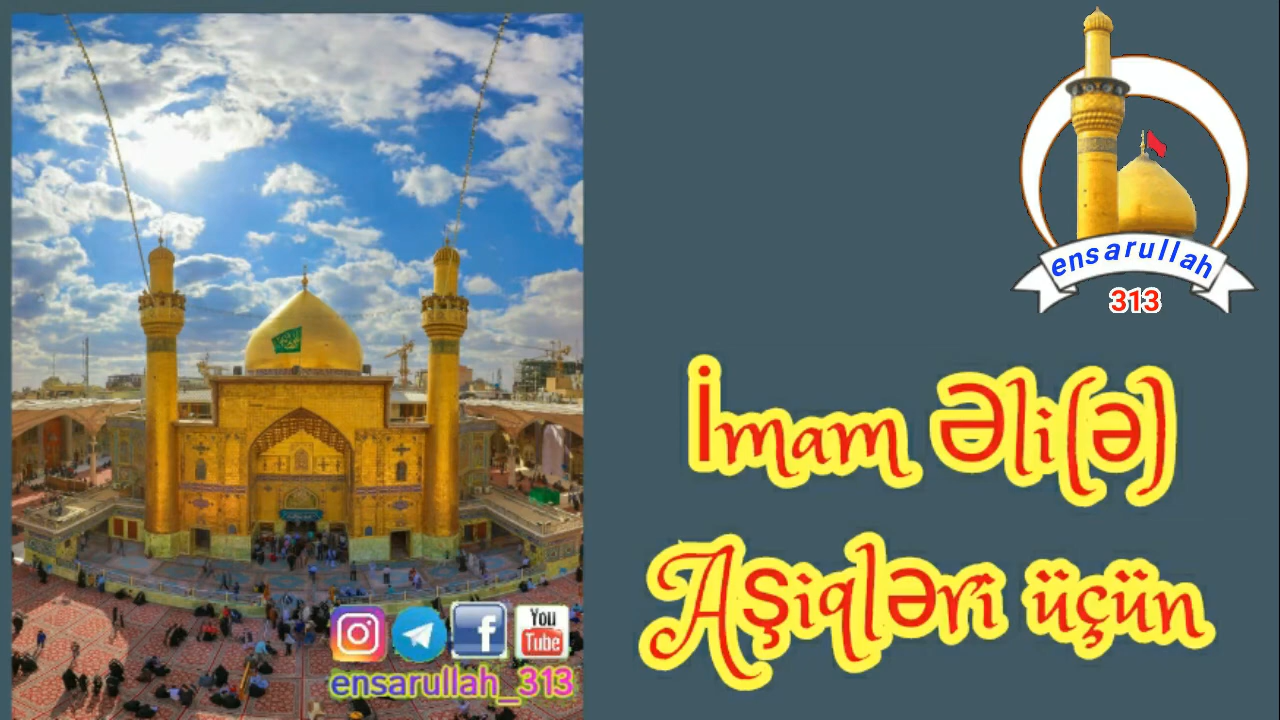 ensarullah
313
İmam Əli(ə)
Aşiqləri üçün
You
Tube
ensarullah_313